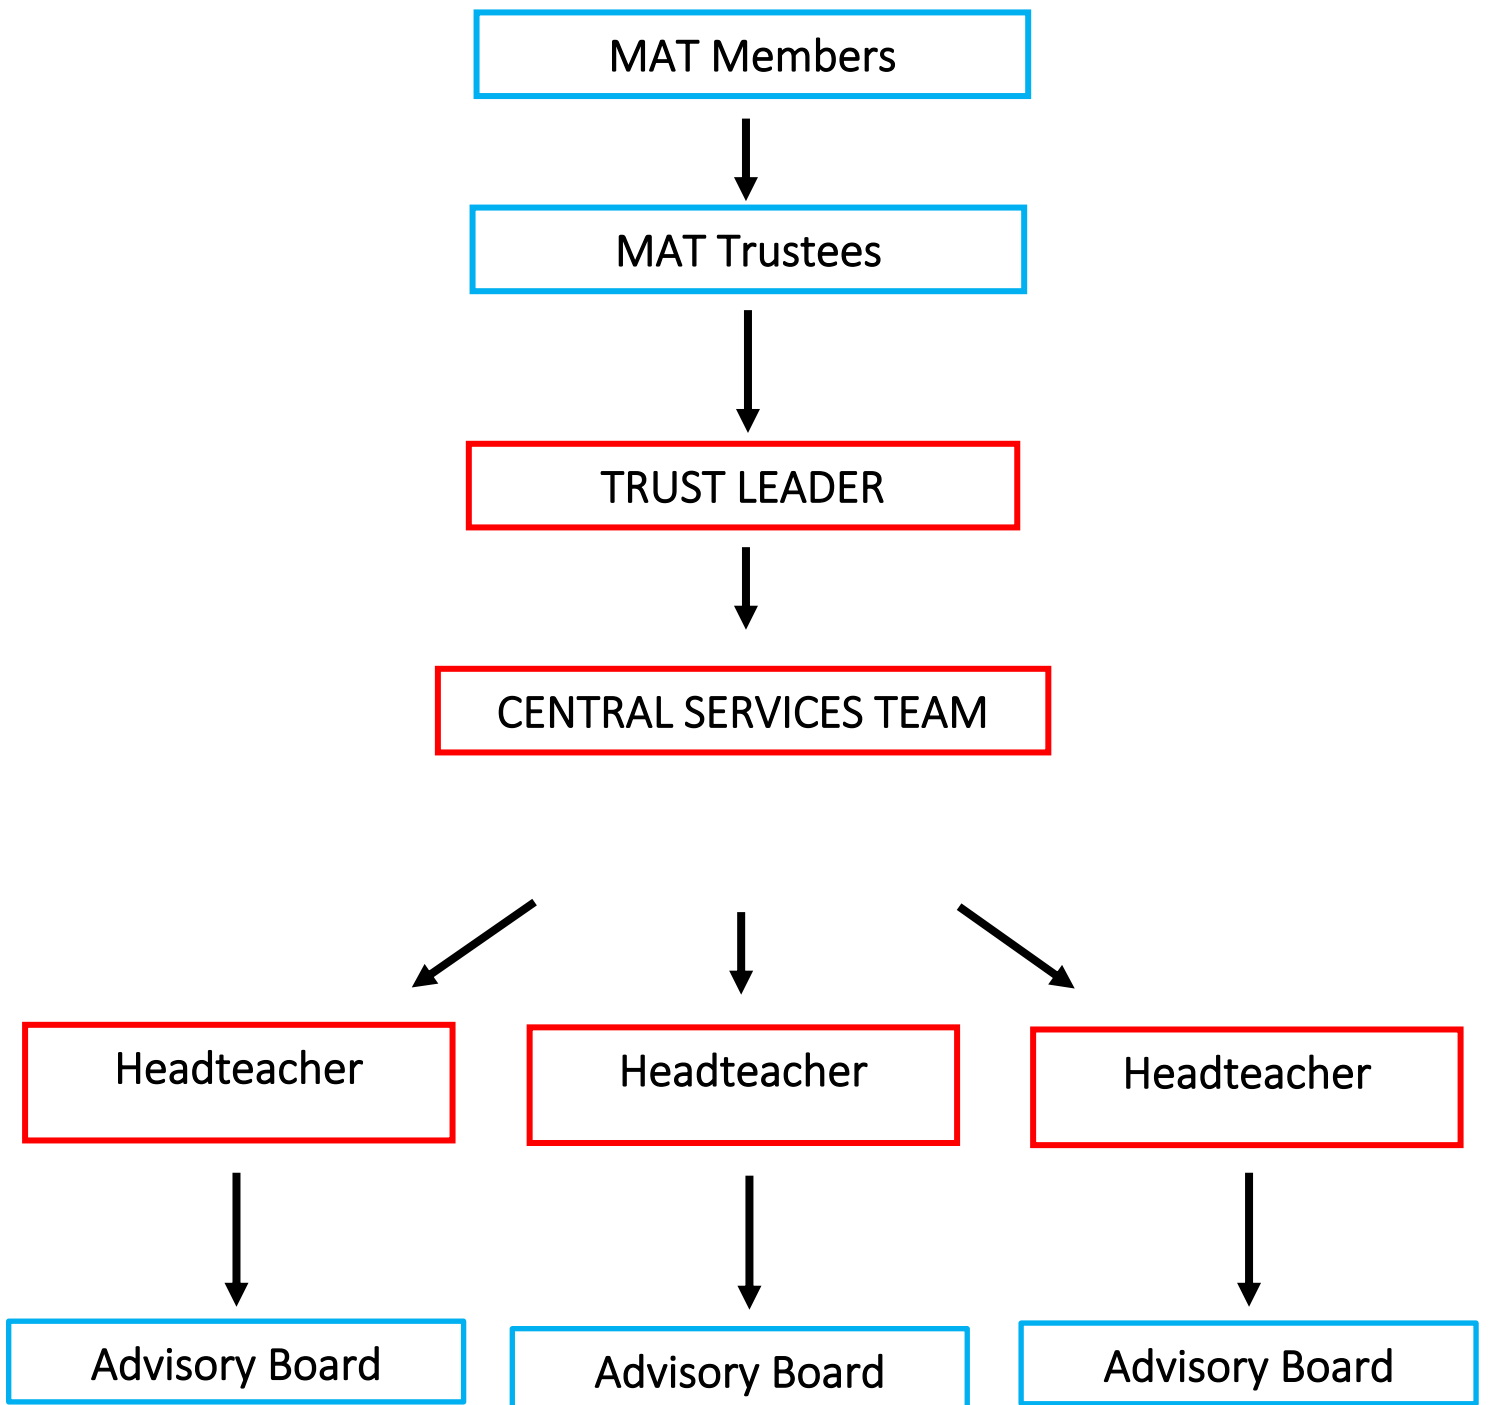 MAT Members
MAT Trustees
TRUST LEADER
CENTRAL SERVICES TEAM
Headteacher
Headteacher
Headteacher
Advisory Board
Advisory Board
Advisory Board